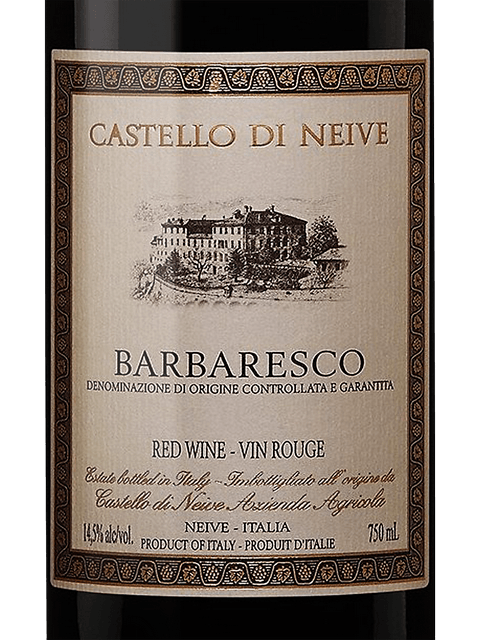 CASTELLO DI NEIVE
BARBARESCO
DENOMINAZIONE DI ORIGINE CONTROLLATA E GARANTITA
RED WINE - VIN ROUGE
Estate bottled in Italy - Imbottigliato all'origine da
Castello di Neive Azienda Agricola
NEIVE - ITALIA
14,5% alc/vol.
PRODUCT OF ITALY - PRODUIT D'ITALIE
750 mL